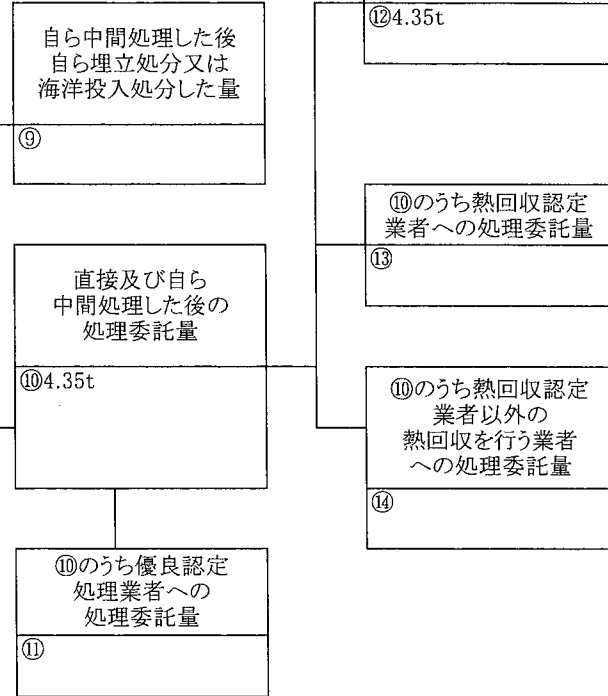 自ら中間処理した後
自ら埋立処分又は
海洋投入処分した量
⑨
直接及び自ら
中間処理した後の
処理委託量
⑩4.35t
⑩のうち優良認定
処理業者への
処理委託量
⑪
⑫4.35t
⑩のうち熱回収認定
業者への処理委託量
⑬
⑩のうち熱回収認定
業者以外の
熱回収を行う業者
への処理委託量
⑭